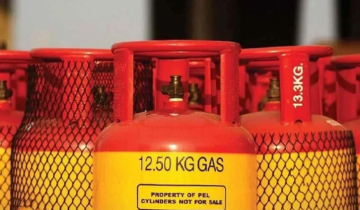 12.50 KG GAS
PROPERTY OF PEL
CYLINDERS NOT FOR SALE
13.3KG.